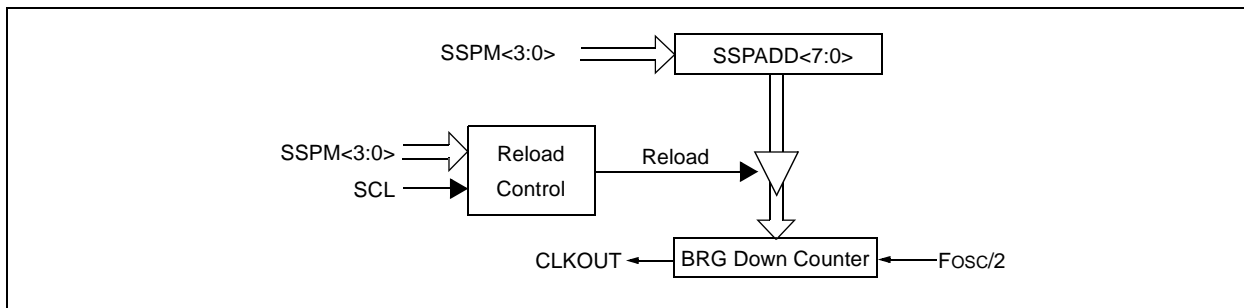 SSPM<3:0>
SSPADD<7:0>
SSPM<3:0>
SCL
Reload
Control
Reload
CLKOUT
BRG Down Counter
FOSC/2